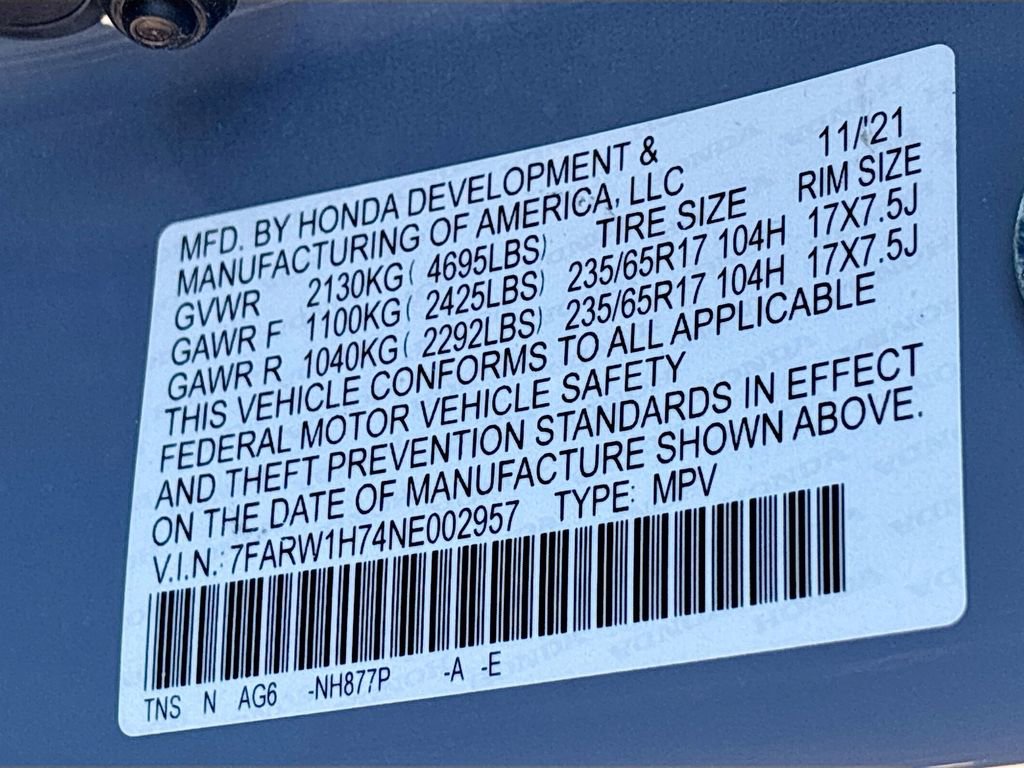 MFD. BY HONDA DEVELOPMENT & 11/'21
MANUFACTURING OF AMERICA, LLC RIM SIZE
GVWR 2130KG( 4695LBS) TIRE SIZE
GAWR F 1100KG( 2425LBS) 235/65R17 104H 17X7.5J
GAWR R 1040KG( 2292LBS) 235/65R17 104H 17X7.5J
THIS VEHICLE CONFORMS TO ALL APPLICABLE
FEDERAL MOTOR VEHICLE SAFETY
AND THEFT PREVENTION STANDARDS IN EFFECT
ON THE DATE OF MANUFACTURE SHOWN ABOVE.
V.I.N.: 7FARW1H74NE002957 TYPE: MPV
TNS N AG6 -NH877P -A -E